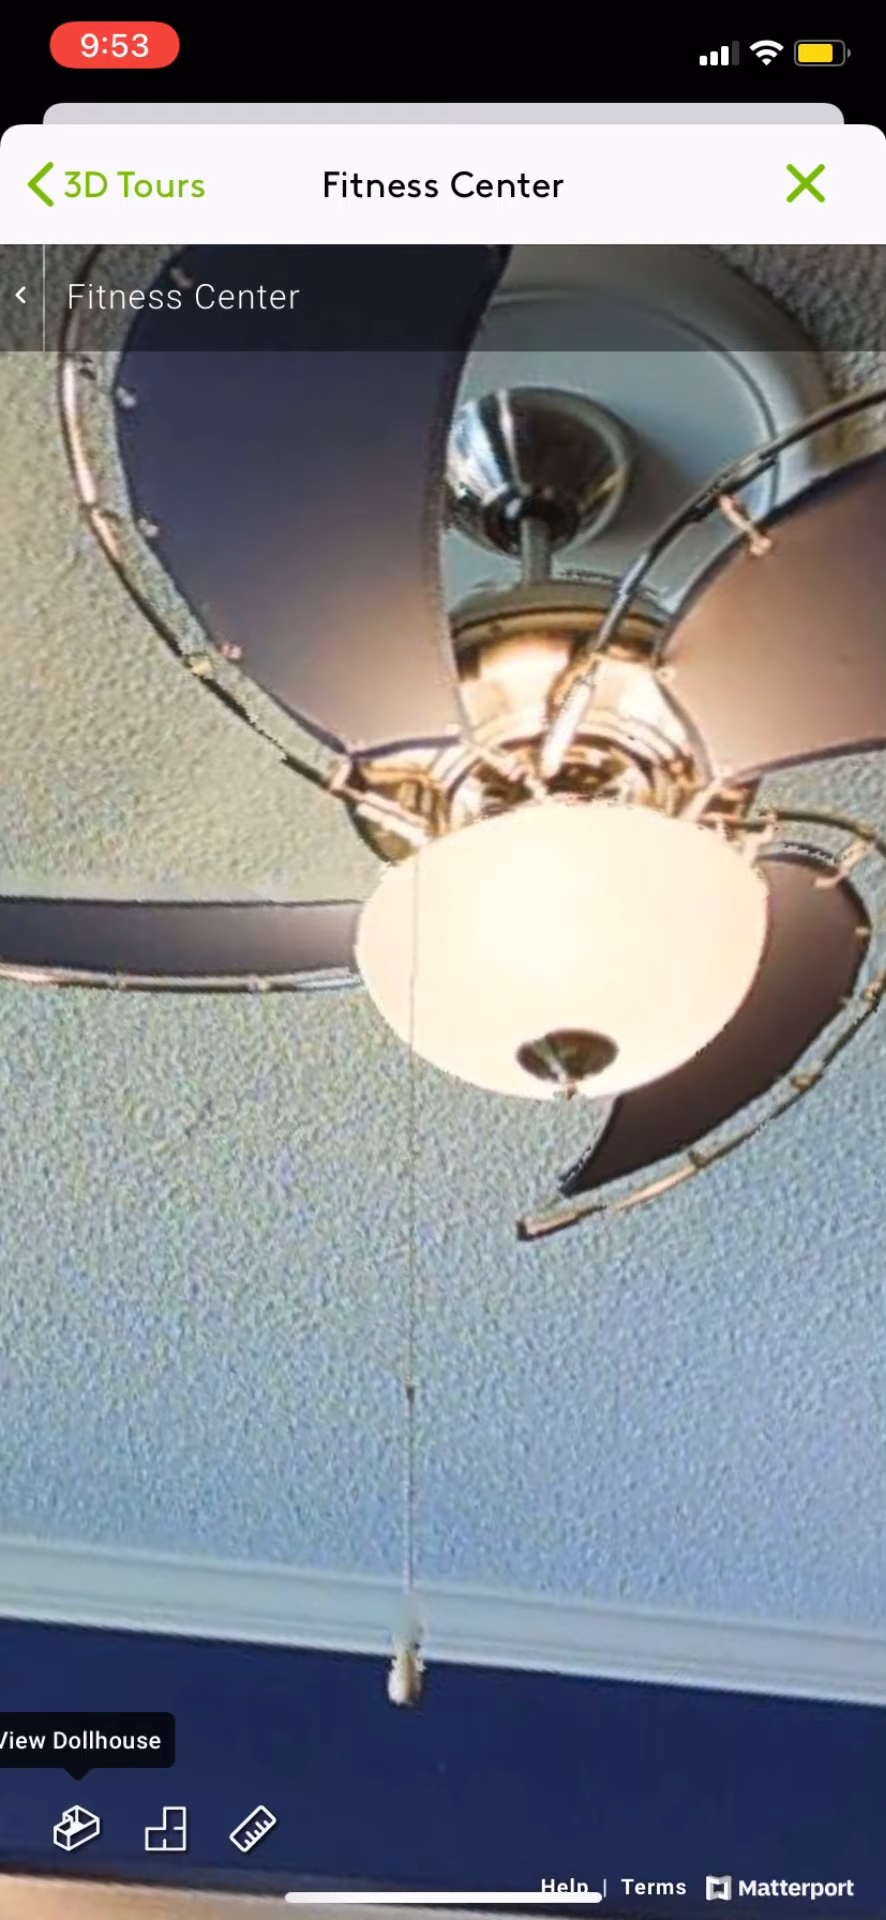 9:53
3D Tours
Fitness Center
Fitness Center
View Dollhouse
Help | Terms
Matterport